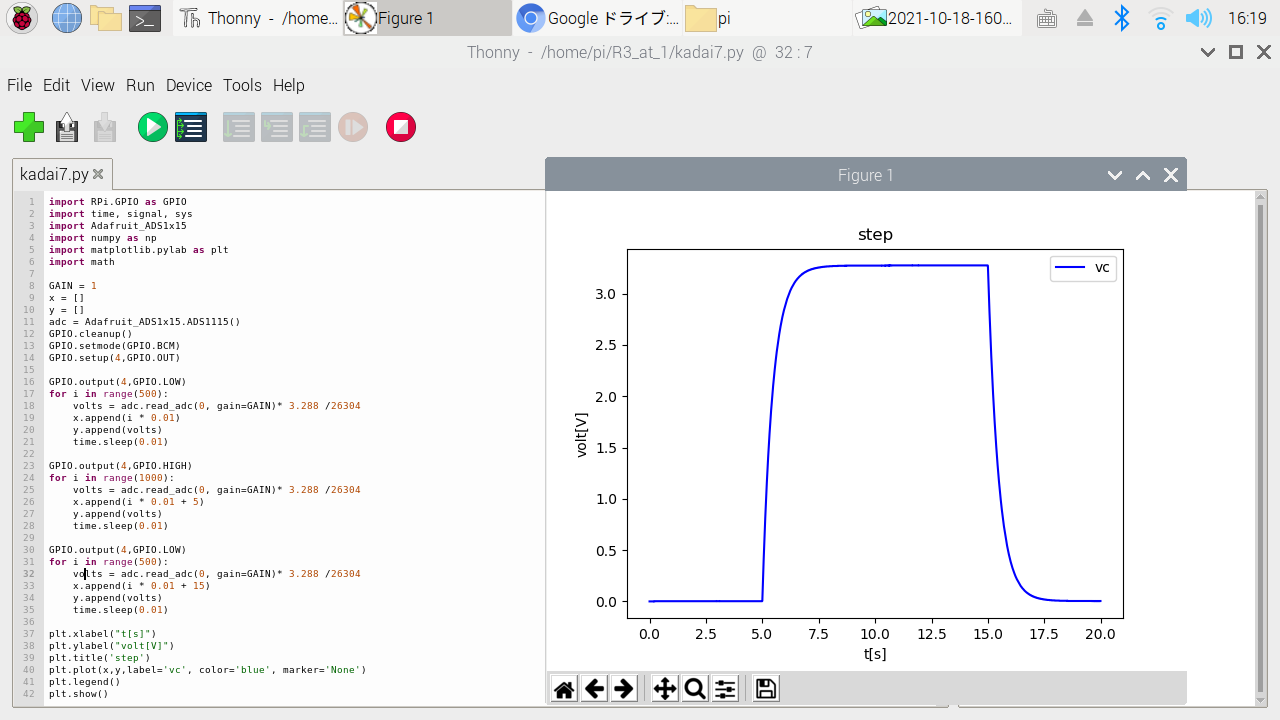 Thonny - /home...
Figure 1
Google ドライブ:...
pi
2021-10-18-160...
16:19
Thonny - /home/pi/R3_at_1/kadai7.py @ 32 : 7
File Edit View Run Device Tools Help
kadai7.py
1 import RPi.GPIO as GPIO
2 import time, signal, sys
3 import Adafruit_ADS1x15
4 import numpy as np
5 import matplotlib.pylab as plt
6 import math
7
8 GAIN = 1
9 x = []
10 y = []
11 adc = Adafruit_ADS1x15.ADS1115()
12 GPIO.cleanup()
13 GPIO.setmode(GPIO.BCM)
14 GPIO.setup(4,GPIO.OUT)
15
16 GPIO.output(4,GPIO.LOW)
17 for i in range(500):
18     volts = adc.read_adc(0, gain=GAIN)* 3.288 /26304
19     x.append(i * 0.01)
20     y.append(volts)
21     time.sleep(0.01)
22
23 GPIO.output(4,GPIO.HIGH)
24 for i in range(1000):
25     volts = adc.read_adc(0, gain=GAIN)* 3.288 /26304
26     x.append(i * 0.01 + 5)
27     y.append(volts)
28     time.sleep(0.01)
29
30 GPIO.output(4,GPIO.LOW)
31 for i in range(500):
32     volts = adc.read_adc(0, gain=GAIN)* 3.288 /26304
33     x.append(i * 0.01 + 15)
34     y.append(volts)
35     time.sleep(0.01)
36
37 plt.xlabel("t[s]")
38 plt.ylabel("volt[V]")
39 plt.title('step')
40 plt.plot(x,y,label='vc', color='blue', marker='None')
41 plt.legend()
42 plt.show()
Figure 1
step
vc
volt[V]
3.0
2.5
2.0
1.5
1.0
0.5
0.0
0.0 2.5 5.0 7.5 10.0 12.5 15.0 17.5 20.0
t[s]